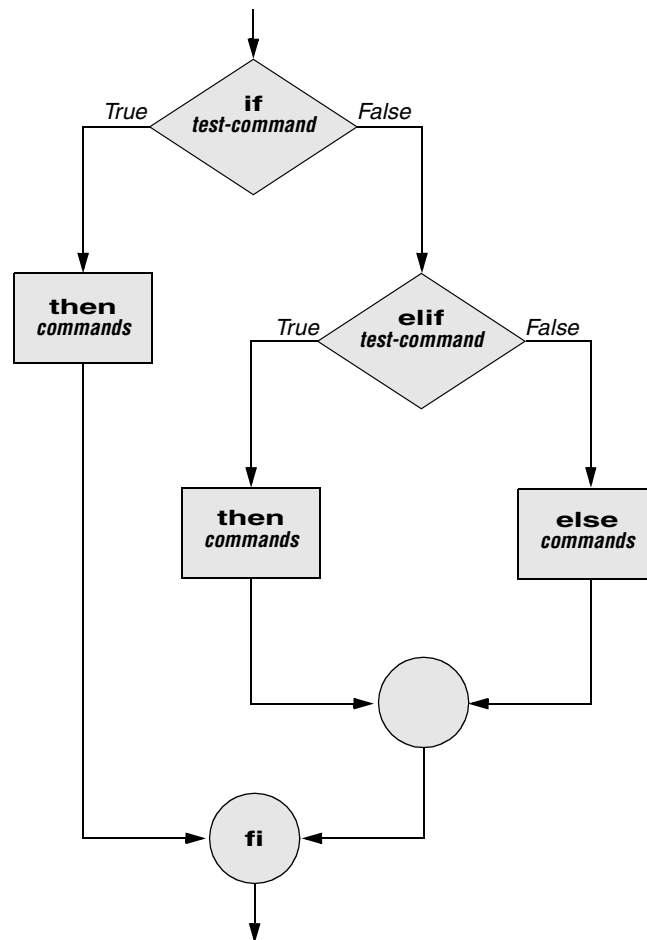 if
test-command
True
False
then
commands
elif
test-command
True
False
then
commands
else
commands
fi